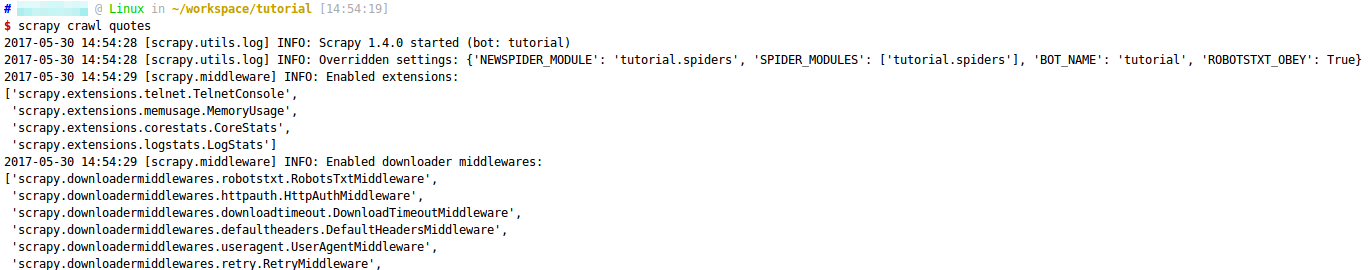 # @ Linux in ~/workspace/tutorial [14:54:19]
$ scrapy crawl quotes
2017-05-30 14:54:28 [scrapy.utils.log] INFO: Scrapy 1.4.0 started (bot: tutorial)
2017-05-30 14:54:28 [scrapy.utils.log] INFO: Overridden settings: {'NEWSPIDER_MODULE': 'tutorial.spiders', 'SPIDER_MODULES': ['tutorial.spiders'], 'BOT_NAME': 'tutorial', 'ROBOTSTXT_OBEY': True}
2017-05-30 14:54:29 [scrapy.middleware] INFO: Enabled extensions:
['scrapy.extensions.telnet.TelnetConsole',
 'scrapy.extensions.memusage.MemoryUsage',
 'scrapy.extensions.corestats.CoreStats',
 'scrapy.extensions.logstats.LogStats']
2017-05-30 14:54:29 [scrapy.middleware] INFO: Enabled downloader middlewares:
['scrapy.downloadermiddlewares.robotstxt.RobotsTxtMiddleware',
 'scrapy.downloadermiddlewares.httpauth.HttpAuthMiddleware',
 'scrapy.downloadermiddlewares.downloadtimeout.DownloadTimeoutMiddleware',
 'scrapy.downloadermiddlewares.defaultheaders.DefaultHeadersMiddleware',
 'scrapy.downloadermiddlewares.useragent.UserAgentMiddleware',
 'scrapy.downloadermiddlewares.retry.RetryMiddleware',